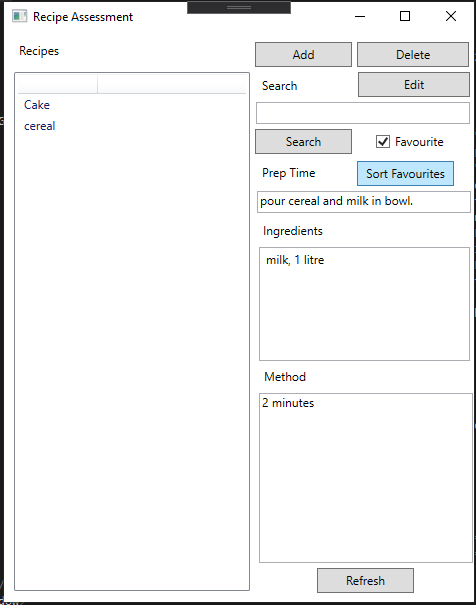 Recipe Assessment
Recipes
Add
Delete
Search
Edit
Cake
cereal
Search
Favourite
Prep Time
Sort Favourites
pour cereal and milk in bowl.
Ingredients
milk, 1 litre
Method
2 minutes
Refresh